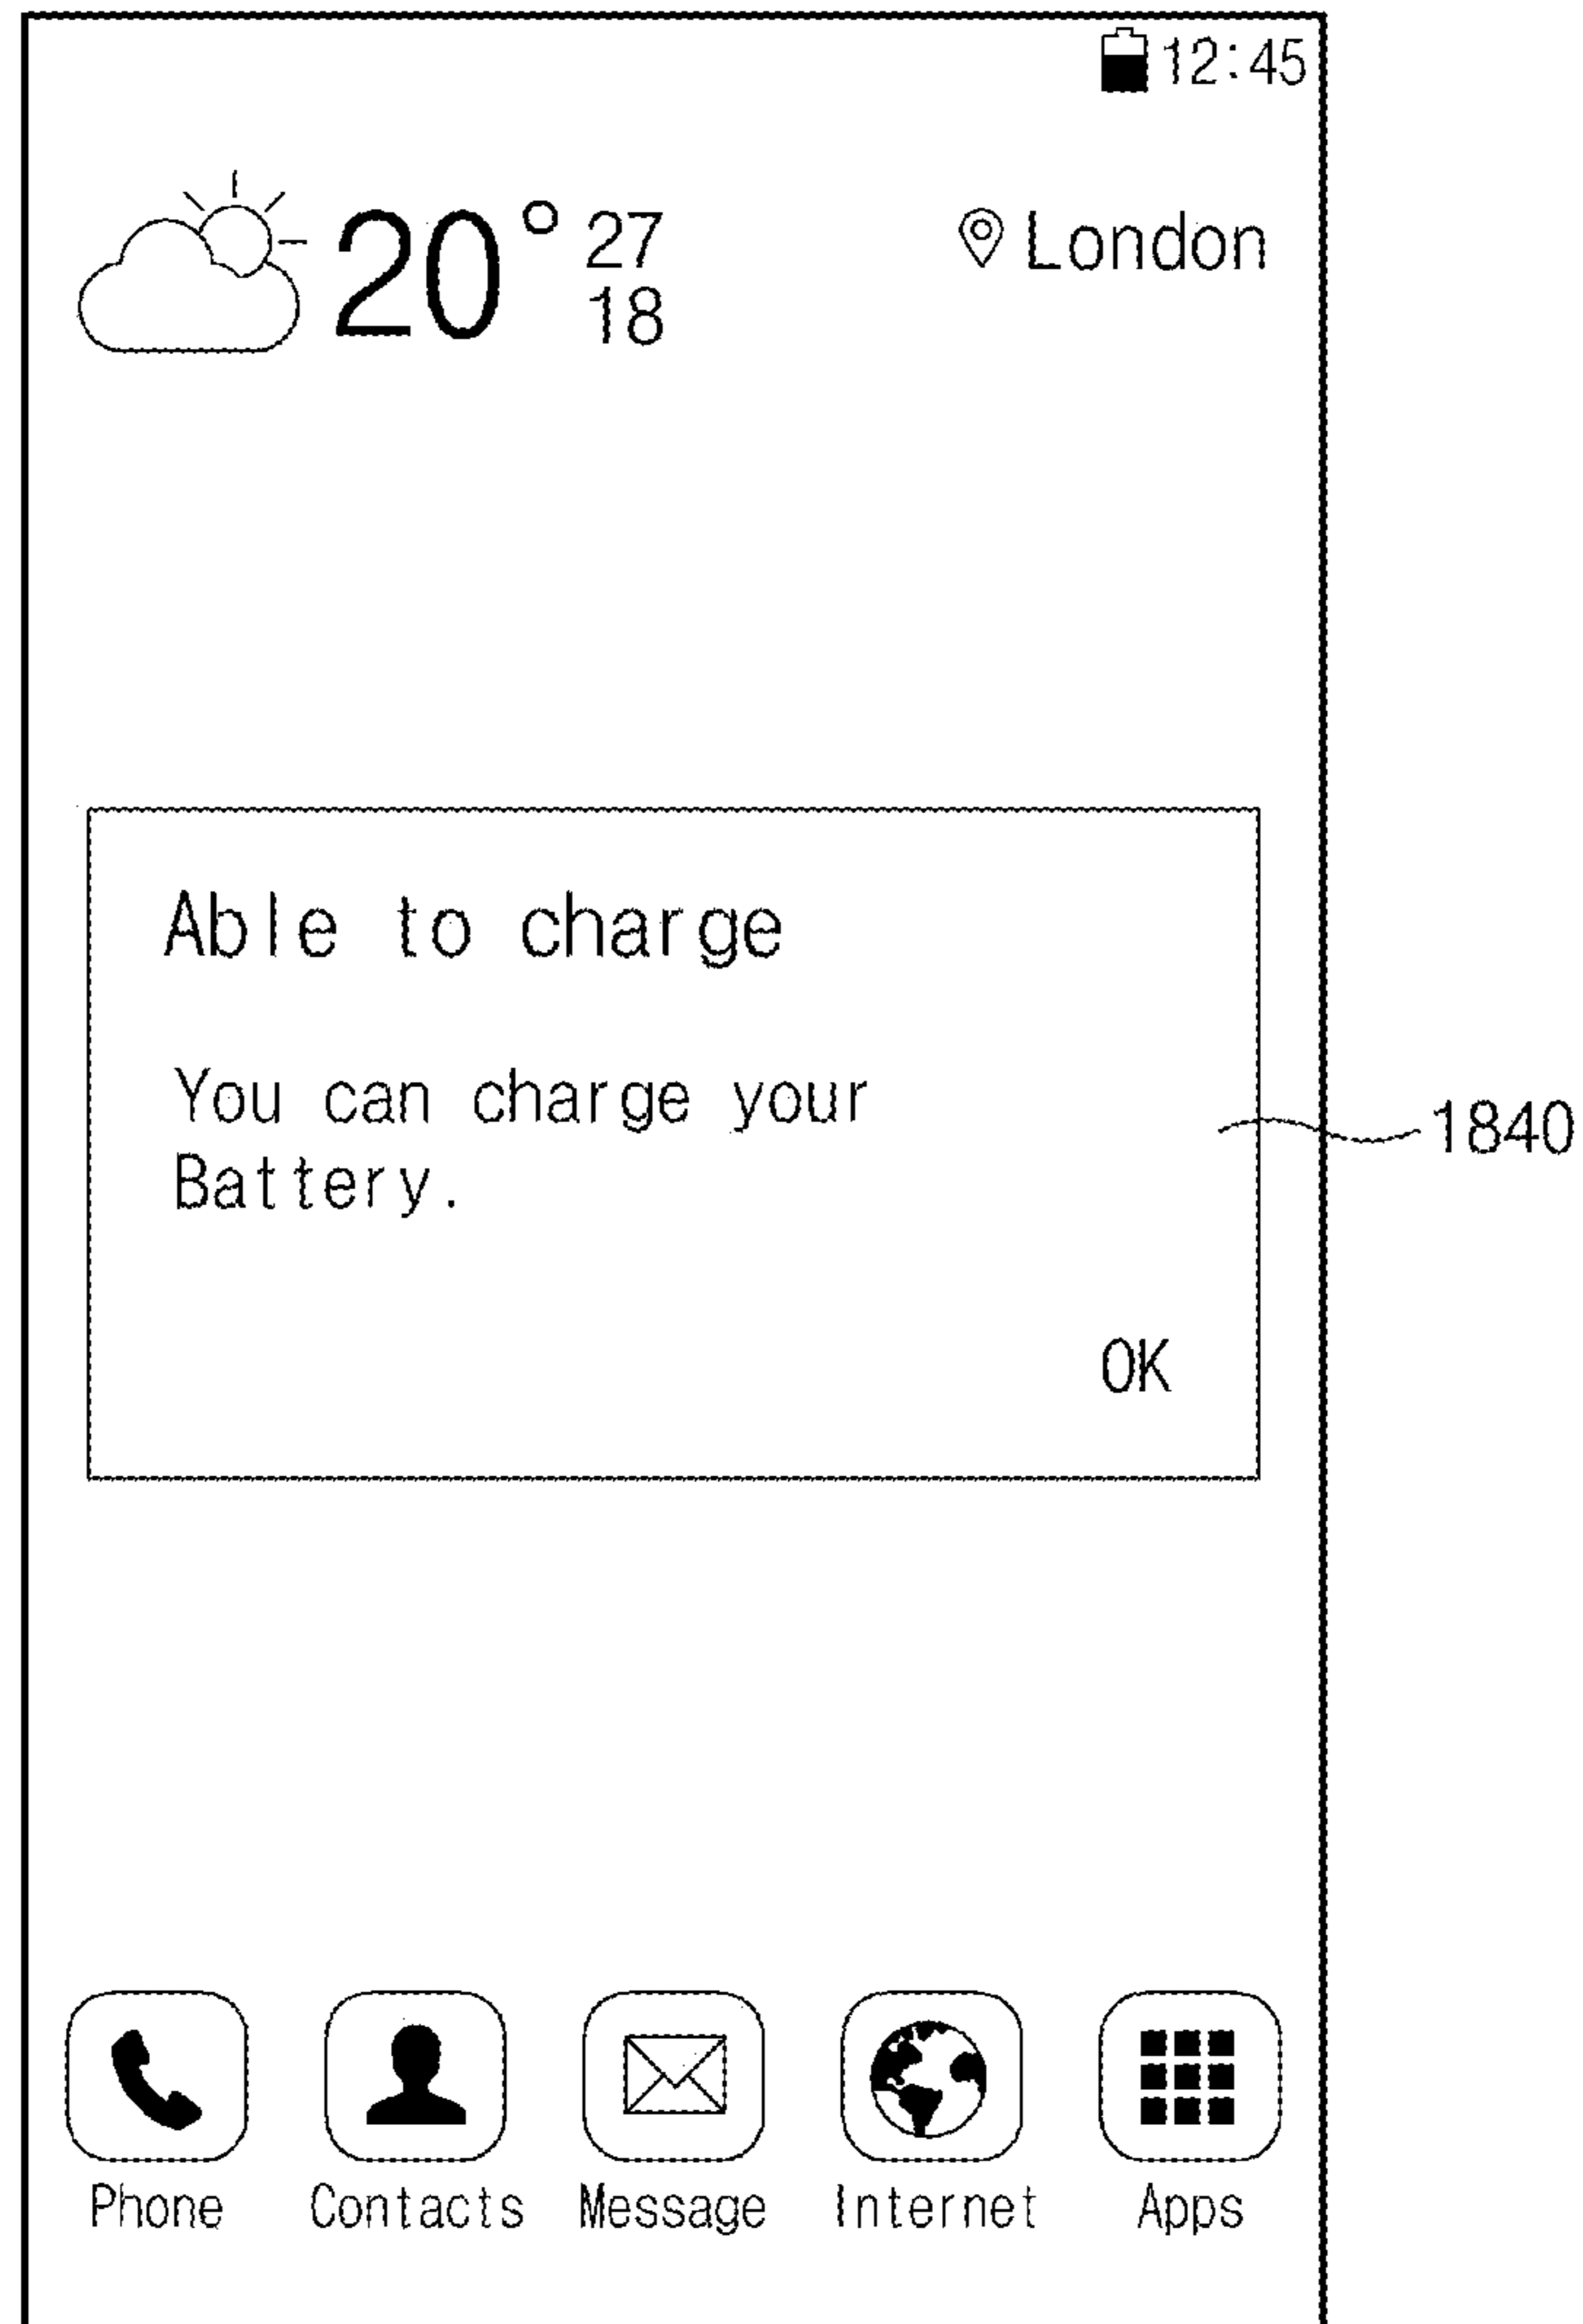 12:45
20° 27
18
London
Able to charge
You can charge your
Battery.
1840
OK
Phone Contacts Message Internet Apps